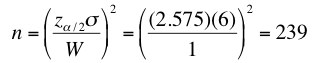 n = (z_{α/2}σ / W)² = ((2.575)(6) / 1)² = 239